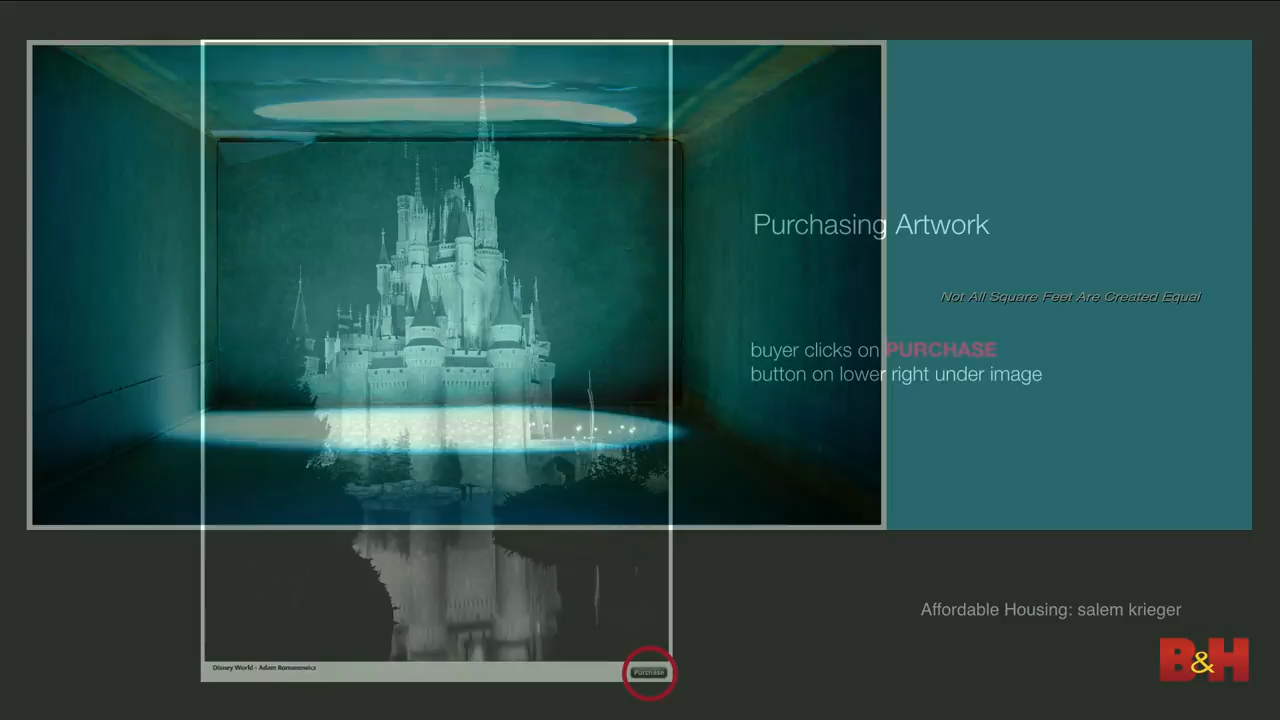 Purchasing Artwork
Not All Square Feet Are Created Equal
buyer clicks on PURCHASE
button on lower right under image
Affordable Housing: salem krieger
B&H
Disney World - Adam Romanowicz
Purchase